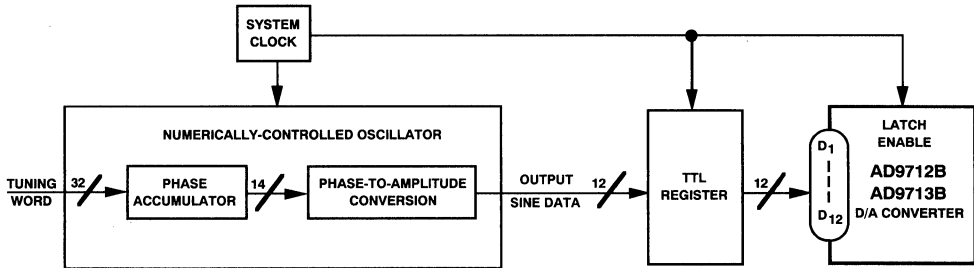 SYSTEM
CLOCK
NUMERICALLY-CONTROLLED OSCILLATOR
TUNING
WORD
32
PHASE
ACCUMULATOR
14
PHASE-TO-AMPLITUDE
CONVERSION
OUTPUT
SINE DATA
12
TTL
REGISTER
12
D1
D12
LATCH
ENABLE
AD9712B
AD9713B
D/A CONVERTER